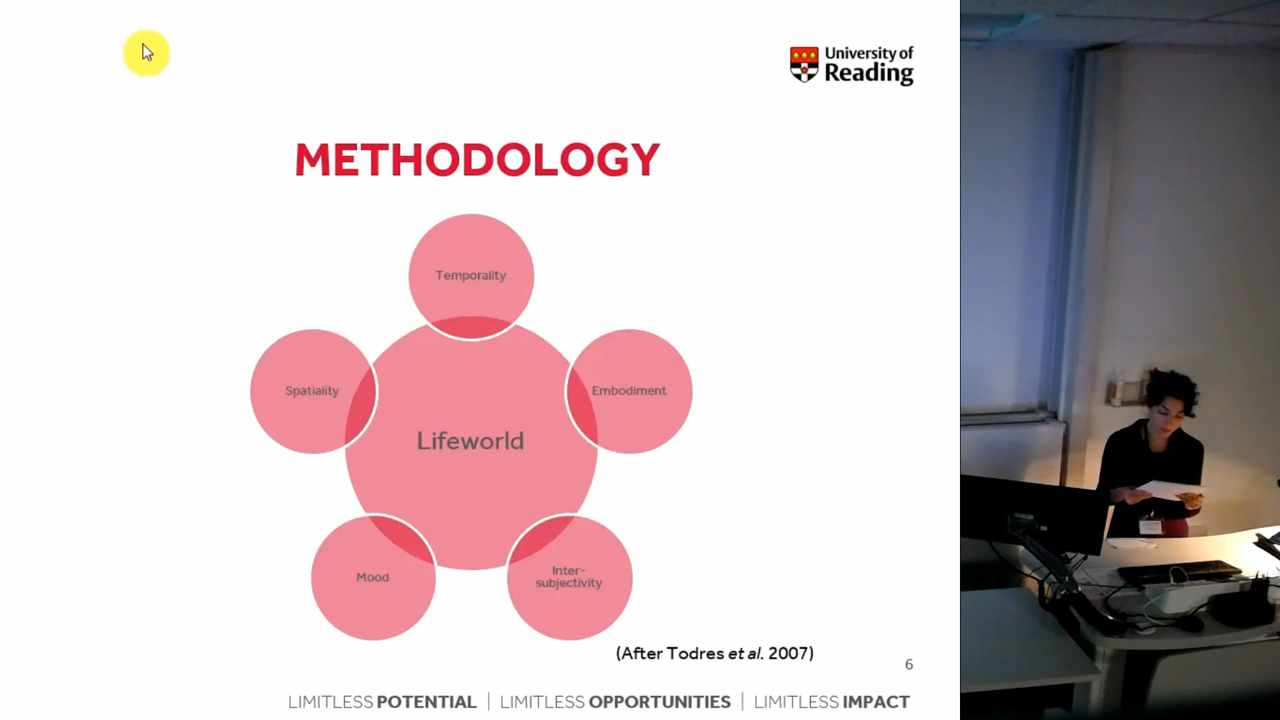 University of
Reading
METHODOLOGY
Temporality
Spatiality
Embodiment
Lifeworld
Mood
Inter-
subjectivity
(After Todres et al. 2007)
6
LIMITLESS POTENTIAL | LIMITLESS OPPORTUNITIES | LIMITLESS IMPACT